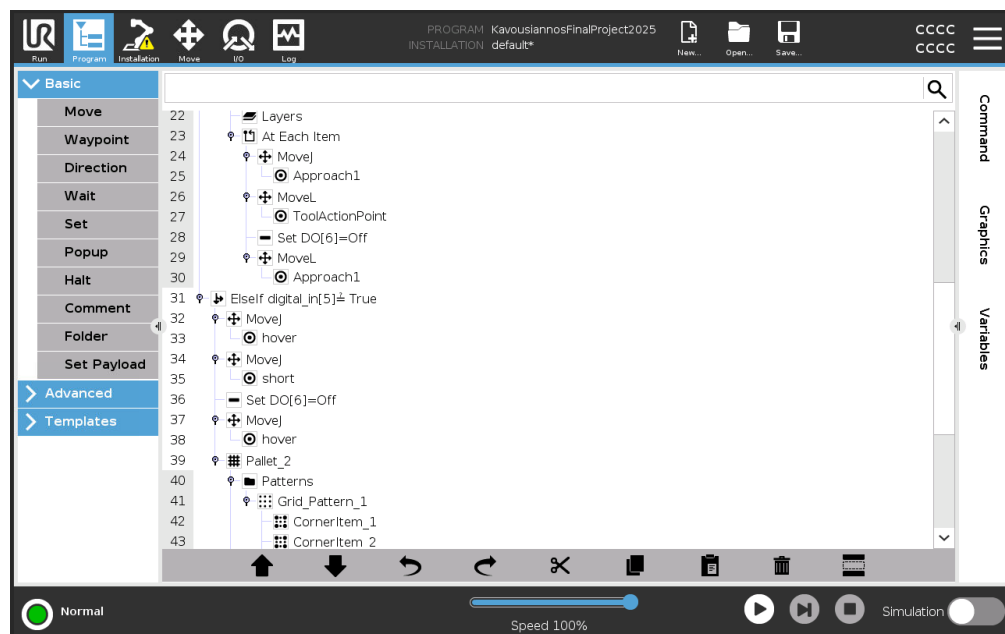 PROGRAM KavousiannosFinalProject2025
INSTALLATION default*
UR
Run
Program
Installation
Move
I/O
Log
New...
Open...
Save...
cccc
cccc
Basic
Move
Waypoint
Direction
Wait
Set
Popup
Halt
Comment
Folder
Set Payload
Advanced
Templates
22 Layers
23 At Each Item
24 MoveJ
25 Approach1
26 MoveL
27 ToolActionPoint
28 Set DO[6]=Off
29 MoveL
30 Approach1
31 ElseIf digital_in[5]≟ True
32 MoveJ
33 hover
34 MoveJ
35 short
36 Set DO[6]=Off
37 MoveJ
38 hover
39 Pallet_2
40 Patterns
41 Grid_Pattern_1
42 CornerItem_1
43 CornerItem_2
Command
Graphics
Variables
Normal
Speed 100%
Simulation